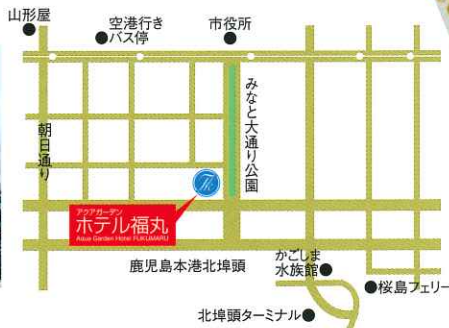 山形屋
空港行き
バス停
市役所
みなと大通り公園
朝日通り
アクアガーデン
ホテル福丸
Aqua Garden Hotel FUKUMARU
鹿児島本港北埠頭
かごしま
水族館
桜島フェリー
北埠頭ターミナル